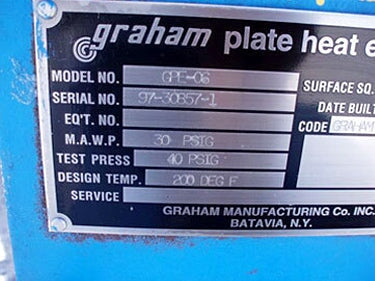 graham plate heat e
MODEL NO. GPE-06
SURFACE SQ.
SERIAL NO. 97-30857-1
DATE BUILT
EQ'T. NO.
CODE GRAHAM
M.A.W.P. 30 PSIG
TEST PRESS 40 PSIG
DESIGN TEMP. 200 DEG F
SERVICE
GRAHAM MANUFACTURING Co. INC.
BATAVIA, N.Y.